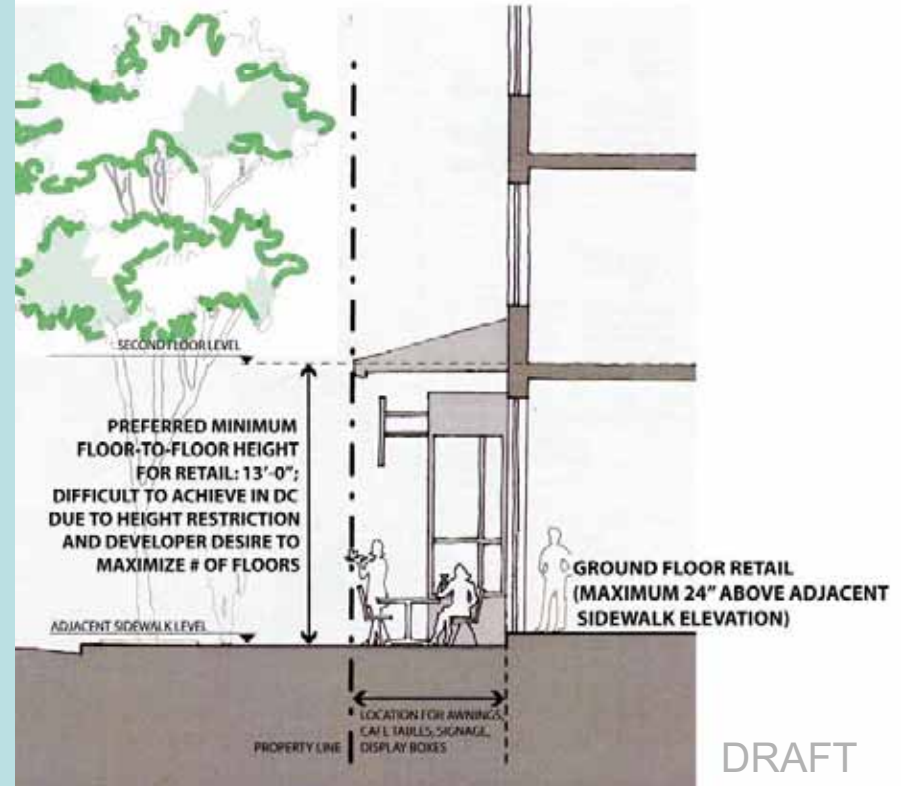 SECOND FLOOR LEVEL
PREFERRED MINIMUM
FLOOR-TO-FLOOR HEIGHT
FOR RETAIL: 13'-0";
DIFFICULT TO ACHIEVE IN DC
DUE TO HEIGHT RESTRICTION
AND DEVELOPER DESIRE TO
MAXIMIZE # OF FLOORS
GROUND FLOOR RETAIL
(MAXIMUM 24" ABOVE ADJACENT
SIDEWALK ELEVATION)
ADJACENT SIDEWALK LEVEL
LOCATION FOR AWNINGS,
CAFE TABLES, SIGNAGE,
DISPLAY BOXES
PROPERTY LINE
DRAFT